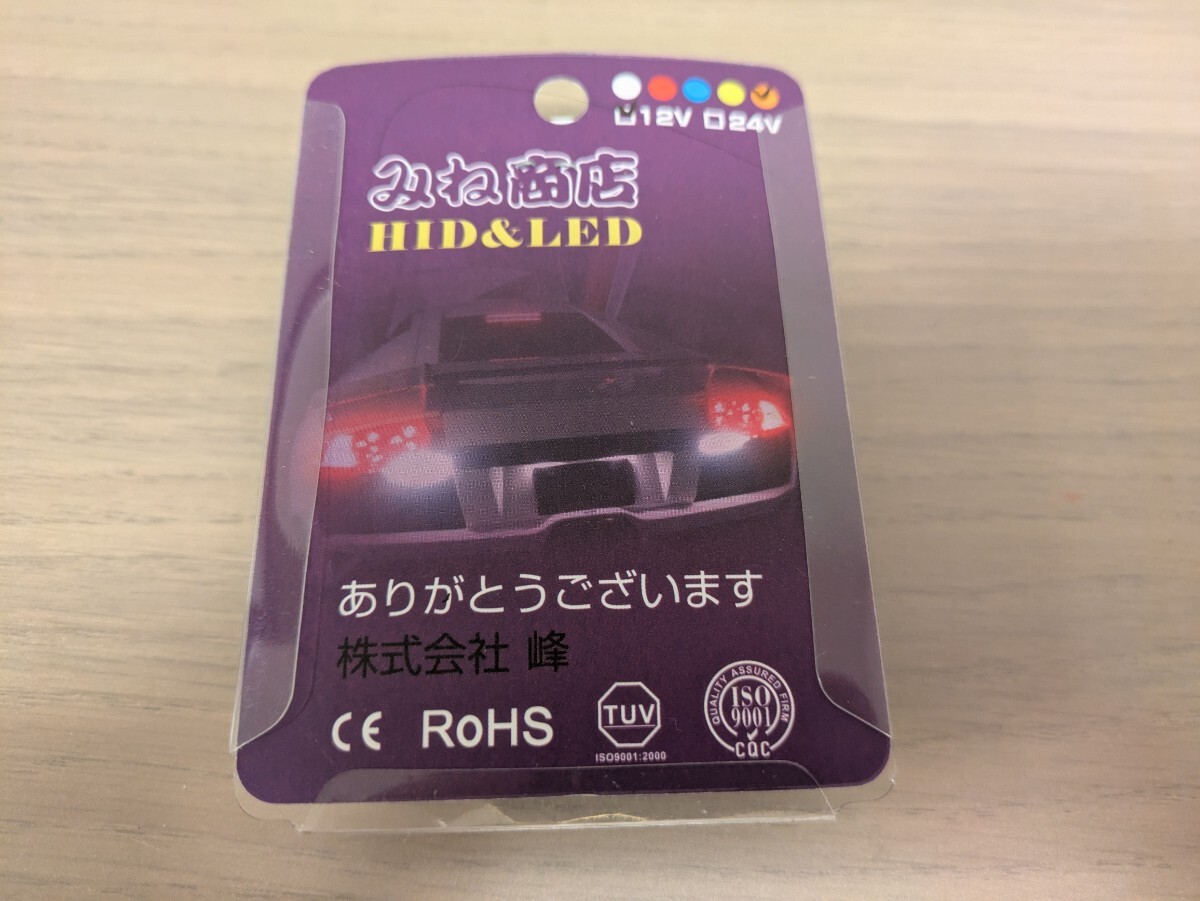 12V 24V
みね商店
HID&LED
ありがとうございます
株式会社 峰
CE RoHS
TUV
ISO9001:2000
QUALITY ASSURED FIRM
ISO
9001
CQC